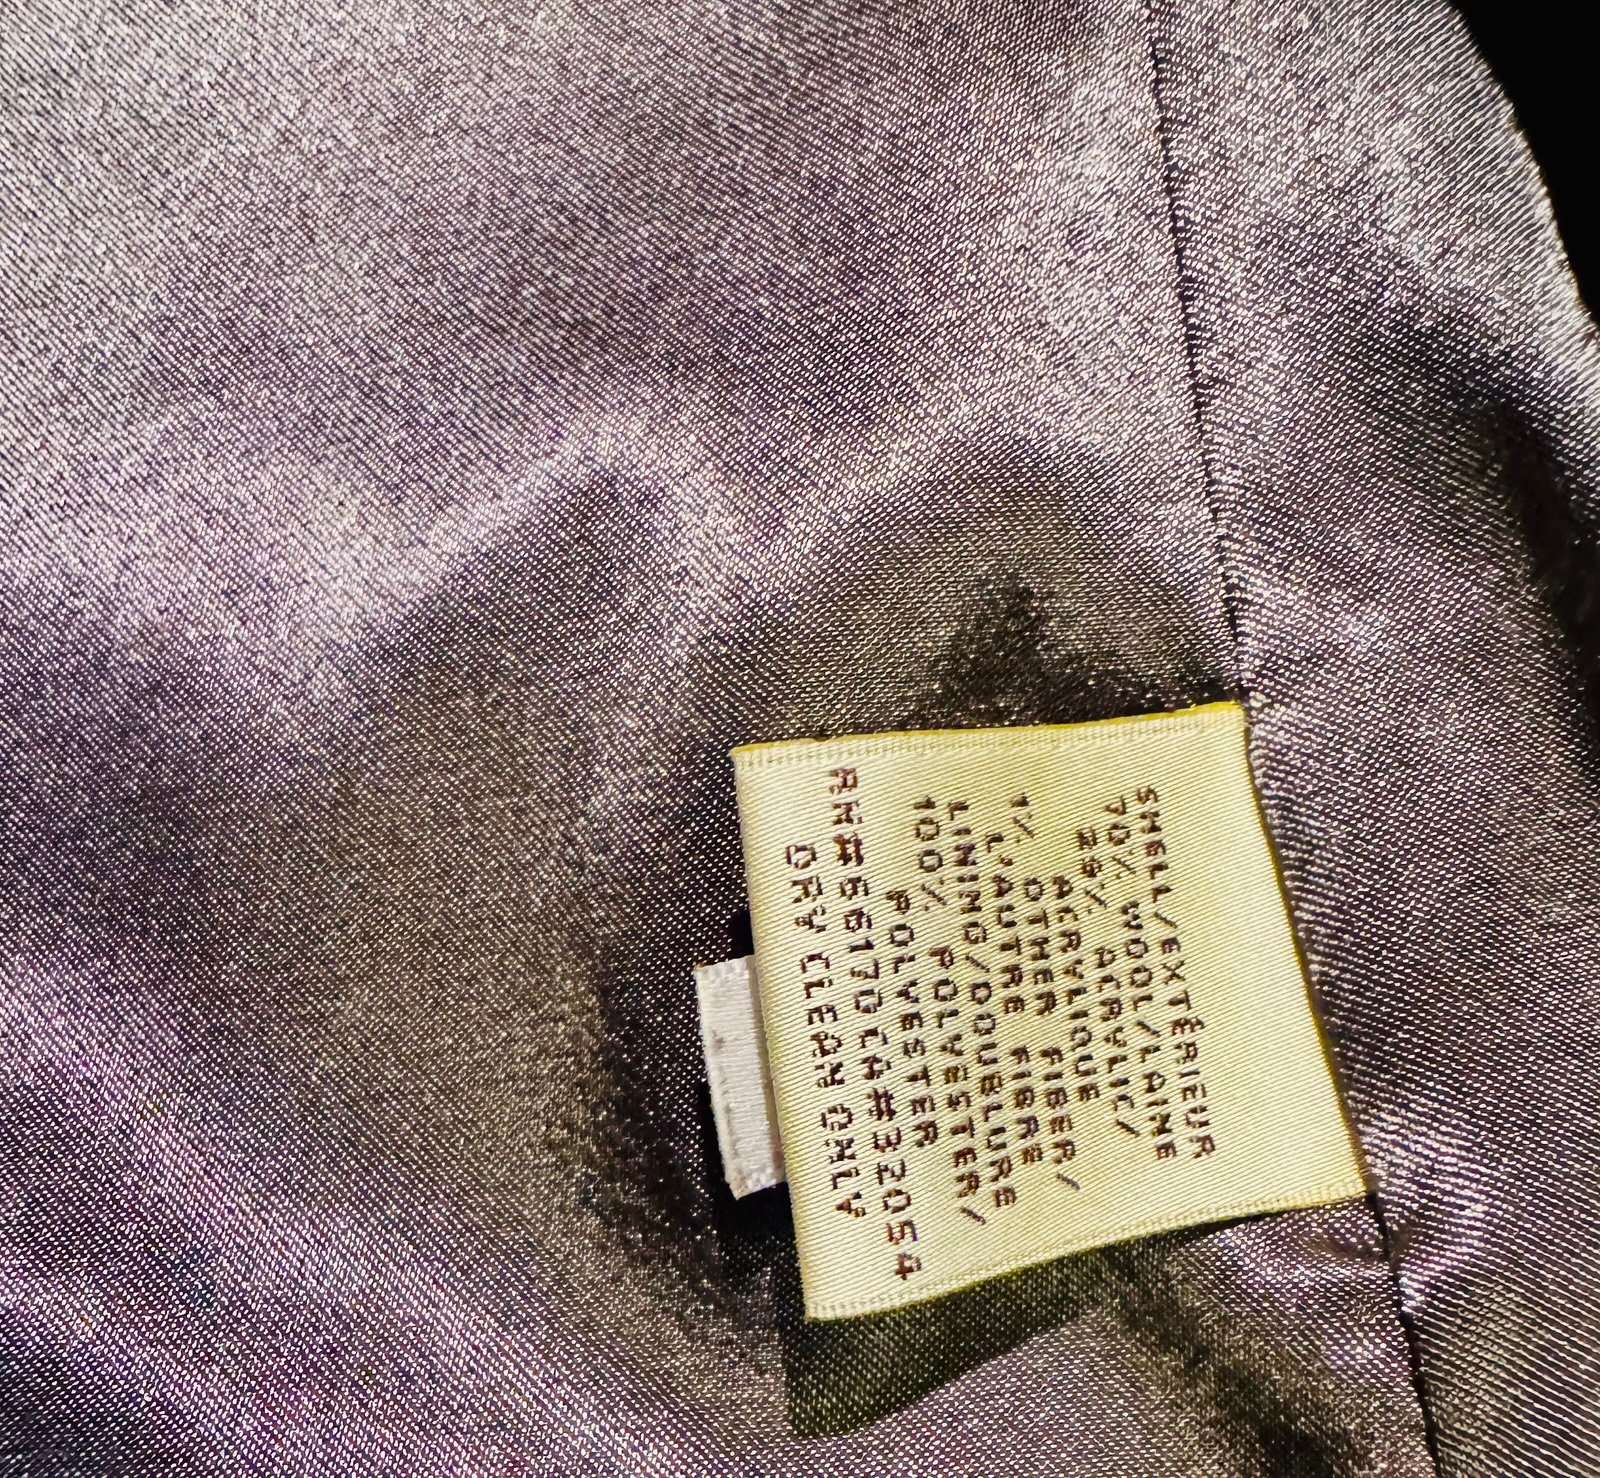 SHELL/EXTÉRIEUR
70% WOOL/LAINE
29% ACRYLIC/
ACRYLIQUE
1% OTHER FIBER/
L'AUTRE FIBRE
LINING/DOUBLURE
100% POLYESTER/
POLYESTER
RN#66170 CA#32054
DRY CLEAN ONLY